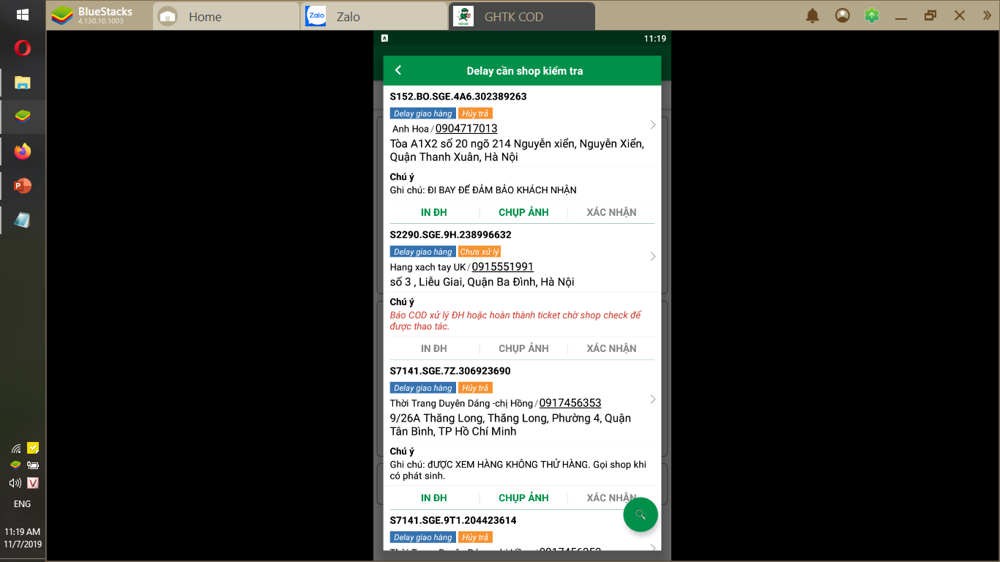 BlueStacks
4.130.10.1003
Home
Zalo
Zalo
NỘI BỘ
GHTK COD
A
11:19
Delay cần shop kiểm tra
S152.BO.SGE.4A6.302389263
Delay giao hàng Hủy trả
Anh Hoa / 0904717013
Tòa A1X2 số 20 ngõ 214 Nguyễn xiển, Nguyễn Xiển,
Quận Thanh Xuân, Hà Nội
Chú ý
Ghi chú: ĐI BAY ĐỂ ĐẢM BẢO KHÁCH NHẬN
IN ĐH CHỤP ẢNH XÁC NHẬN
S2290.SGE.9H.238996632
Delay giao hàng Chưa xử lý
Hang xach tay UK / 0915551991
số 3 , Liễu Giai, Quận Ba Đình, Hà Nội
Chú ý
Báo COD xử lý ĐH hoặc hoàn thành ticket chờ shop check để
được thao tác.
IN ĐH CHỤP ẢNH XÁC NHẬN
S7141.SGE.7Z.306923690
Delay giao hàng Hủy trả
Thời Trang Duyên Dáng -chị Hồng / 0917456353
9/26A Thăng Long, Thăng Long, Phường 4, Quận
Tân Bình, TP Hồ Chí Minh
Chú ý
Ghi chú: đƯỢC XEM HÀNG KHÔNG THỬ HÀNG. Gọi shop khi
có phát sinh.
IN ĐH CHỤP ẢNH XÁC NHẬN
S7141.SGE.9T1.204423614
Delay giao hàng Hủy trả
Thời Trang Duyên Dáng -chị Hồng / 0917456353
P
V
ENG
11:19 AM
11/7/2019